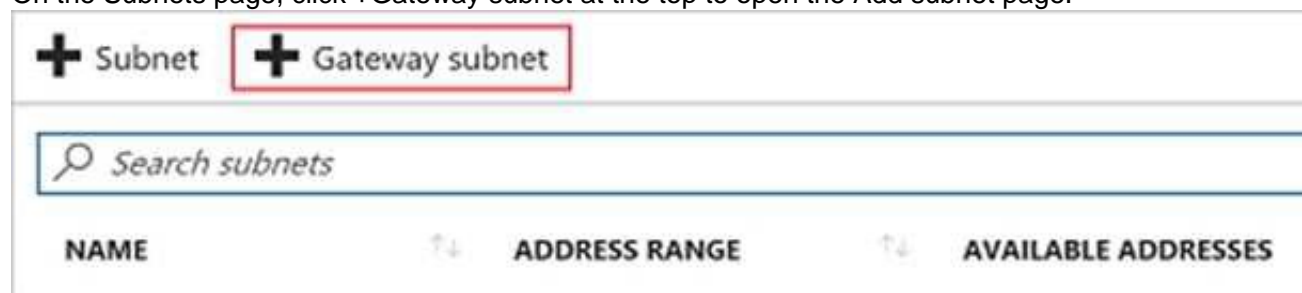 On the Subnets page, click +Gateway subnet at the top to open the Add subnet page.
+ Subnet + Gateway subnet
Search subnets
NAME ↑↓ ADDRESS RANGE ↑↓ AVAILABLE ADDRESSES